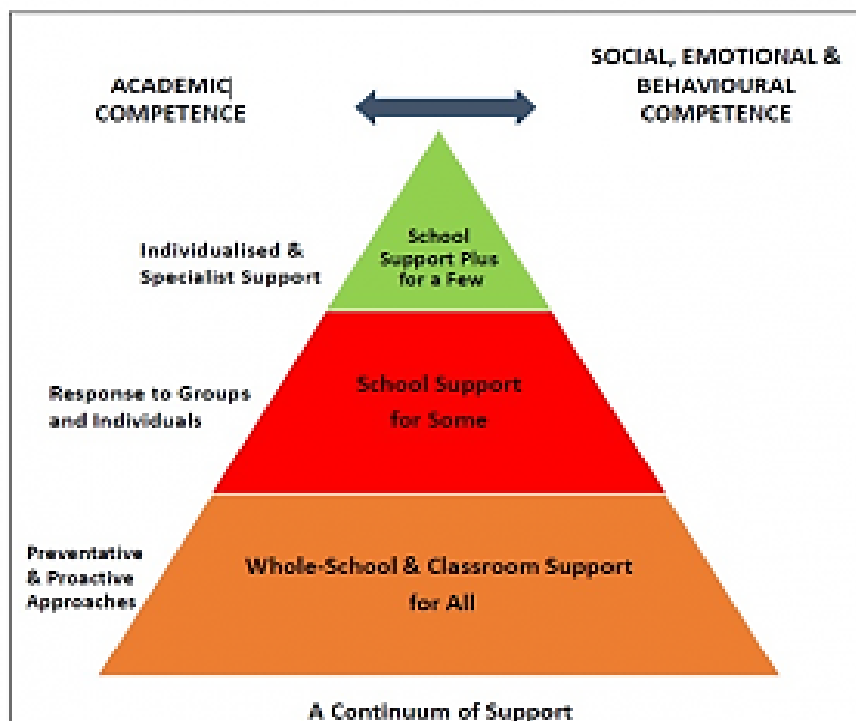 SOCIAL, EMOTIONAL &
BEHAVIOURAL
COMPETENCE
ACADEMIC
COMPETENCE
Individualised &
Specialist Support
School
Support Plus
for a Few
Response to Groups
and Individuals
School Support
for Some
Preventative
& Proactive
Approaches
Whole-School & Classroom Support
for All
A Continuum of Support